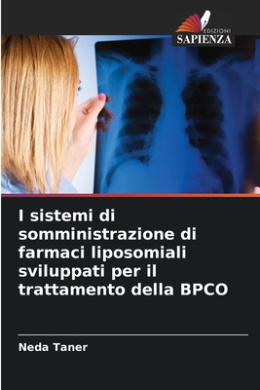 EDIZIONI
SAPIENZA
I sistemi di
somministrazione di
farmaci liposomiali
sviluppati per il
trattamento della BPCO
Neda Taner